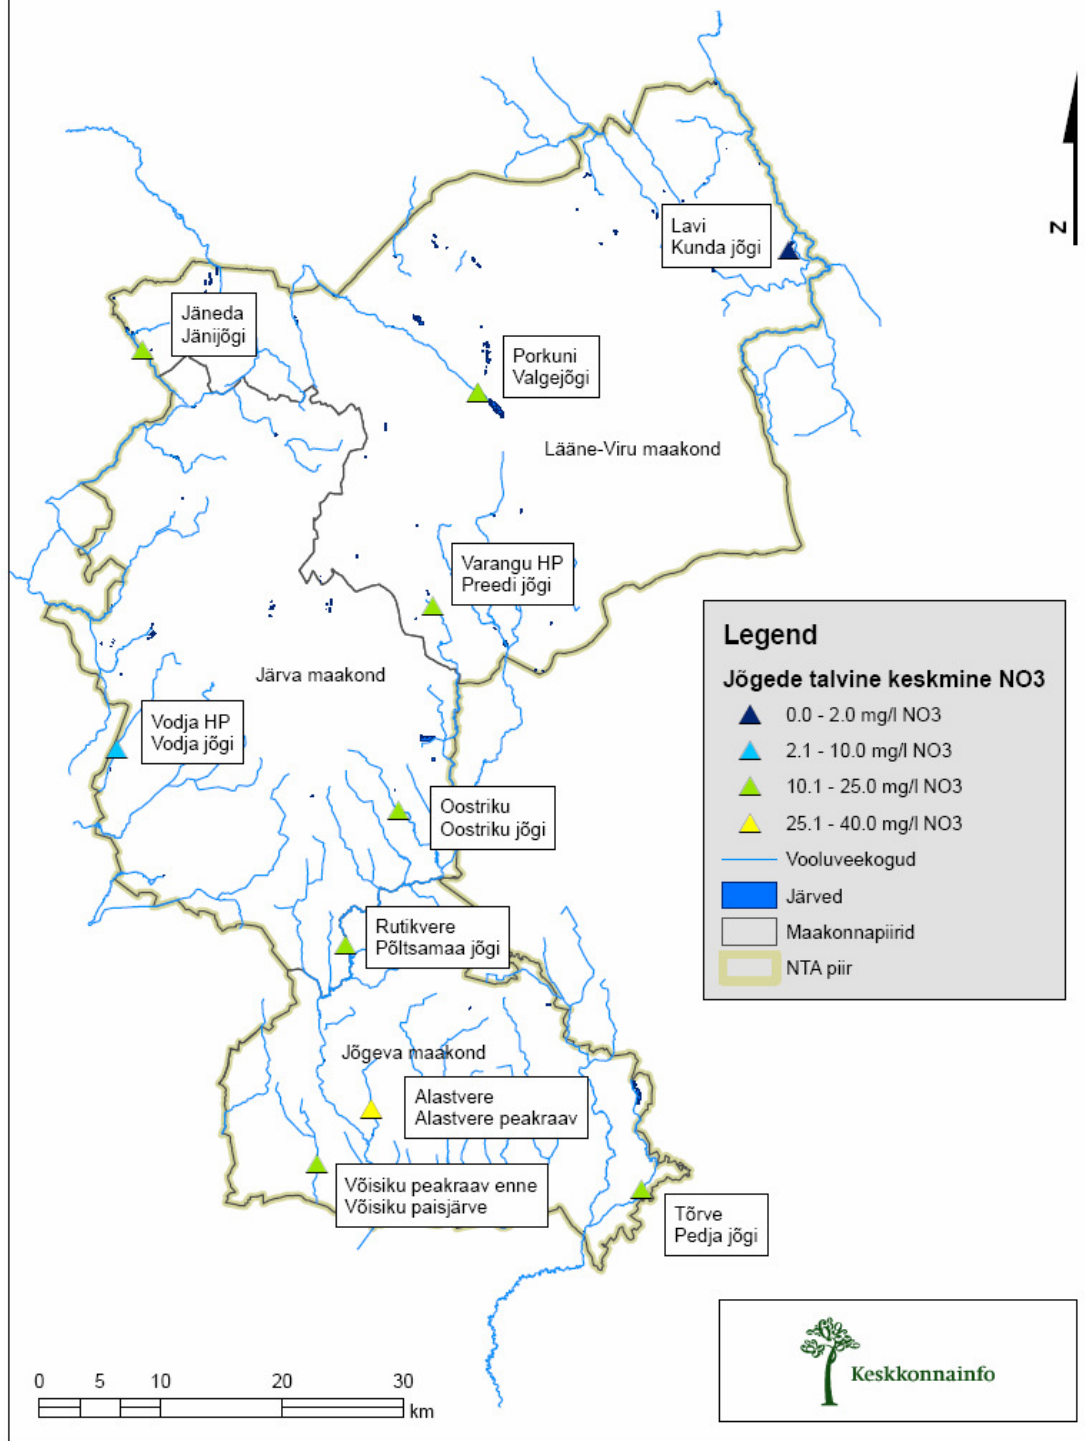 Lavi
Kunda jõgi
Jäneda
Jänijõgi
Porkuni
Valgejõgi
Lääne-Viru maakond
Varangu HP
Preedi jõgi
Järva maakond
Vodja HP
Vodja jõgi
Oostriku
Oostriku jõgi
Rutikvere
Põltsamaa jõgi
Jõgeva maakond
Alastvere
Alastvere peakraav
Võisiku peakraav enne
Võisiku paisjärve
Tõrve
Pedja jõgi
N
Legend
Jõgede talvine keskmine NO3
0.0 - 2.0 mg/l NO3
2.1 - 10.0 mg/l NO3
10.1 - 25.0 mg/l NO3
25.1 - 40.0 mg/l NO3
Vooluveekogud
Järved
Maakonnapiirid
NTA piir
0 5 10 20 30
km
Keskkonnainfo